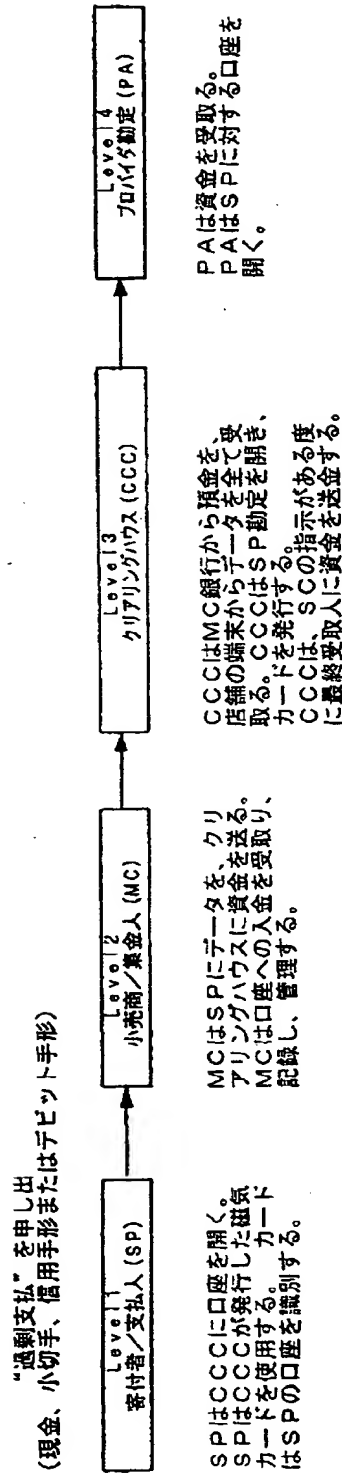 “過剰支払”を申し出
(現金、小切手、信用手形またはデビット手形)
Level1
寄付者／支払人(SP)
SPはCCCに口座を開く。
SPはCCCが発行した磁気
カードを使用する。 カード
はSPの口座を識別する。
Level2
小売商／集金人(MC)
MCはSPにデータを、クリ
アリングハウスに資金を送る。
MCは口座への入金を受取り、
記録し、管理する。
Level3
クリアリングハウス(CCC)
CCCはMC銀行から預金を、
店舗の端末からデータを全て受
取る。CCCはSP勘定を開き、
カードを発行する。
CCCは、SCの指示がある度
に最終受取人に資金を送金する。
Level4
プロバイダ勘定(PA)
PAは資金を受取る。
PAはSPに対する口座を
開く。